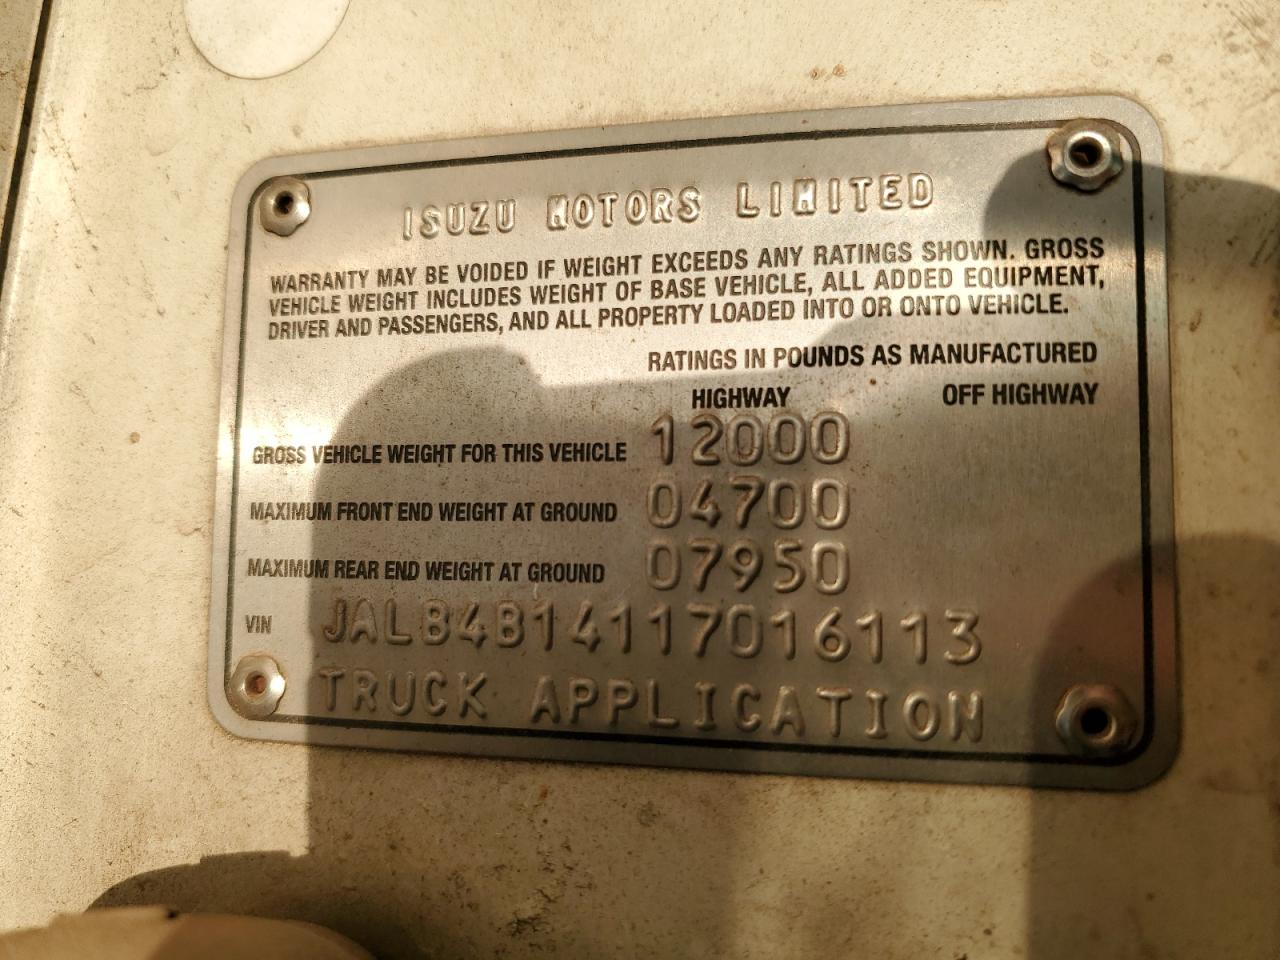 ISUZU MOTORS LIMITED
WARRANTY MAY BE VOIDED IF WEIGHT EXCEEDS ANY RATINGS SHOWN. GROSS
VEHICLE WEIGHT INCLUDES WEIGHT OF BASE VEHICLE, ALL ADDED EQUIPMENT,
DRIVER AND PASSENGERS, AND ALL PROPERTY LOADED INTO OR ONTO VEHICLE.
RATINGS IN POUNDS AS MANUFACTURED
HIGHWAY OFF HIGHWAY
GROSS VEHICLE WEIGHT FOR THIS VEHICLE 12000
MAXIMUM FRONT END WEIGHT AT GROUND 04700
MAXIMUM REAR END WEIGHT AT GROUND 07950
VIN JALB4B14117016113
TRUCK APPLICATION